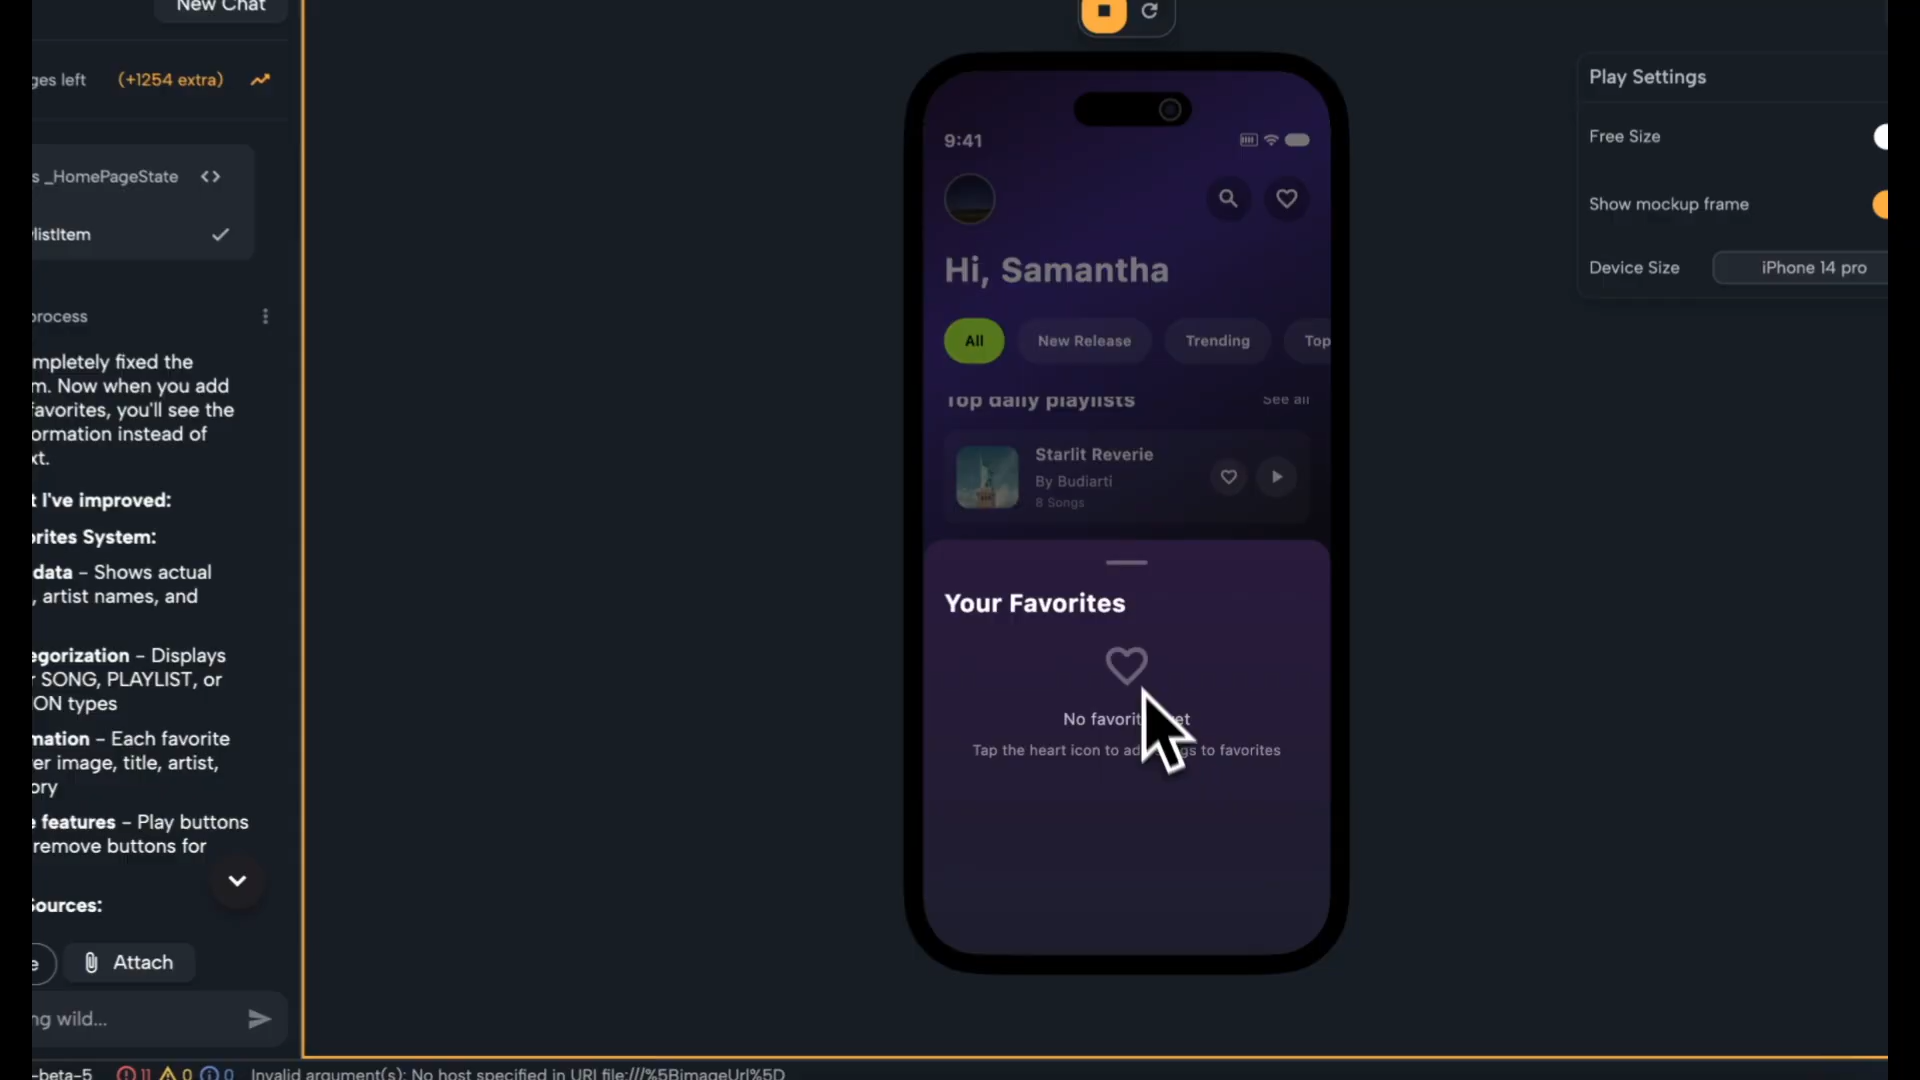 New Chat
ges left (+1254 extra)
s _HomePageState
listItem
process
mpletely fixed the
m. Now when you add
favorites, you'll see the
ormation instead of
xt.
t I've improved:
orites System:
data – Shows actual
, artist names, and
egorization – Displays
r SONG, PLAYLIST, or
ON types
mation – Each favorite
er image, title, artist,
ory
e features – Play buttons
remove buttons for
Sources:
e
Attach
ng wild...
-beta-5 11 0 0 Invalid argument(s): No host specified in URI file:///%5BimageUrl%5D
9:41
Hi, Samantha
All New Release Trending Top
Top daily playlists See all
Starlit Reverie
By Budiarti
8 Songs
Your Favorites
No favorit et
Tap the heart icon to ad gs to favorites
Play Settings
Free Size
Show mockup frame
Device Size iPhone 14 pro